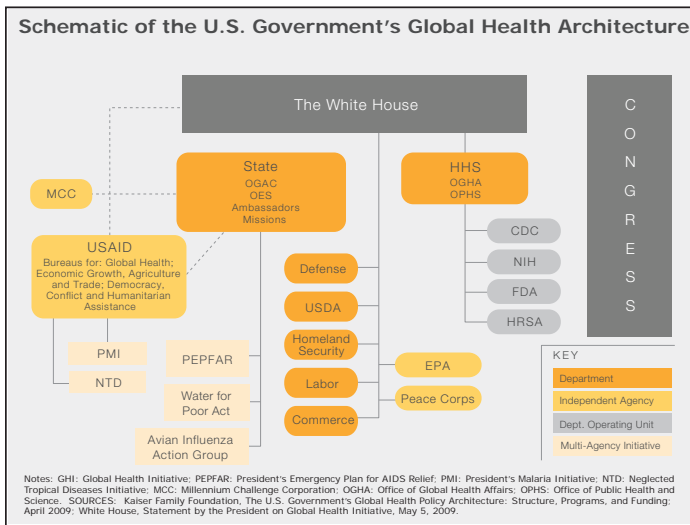 Schematic of the U.S. Government's Global Health Architecture
The White House
C
O
N
G
R
E
S
S
State
OGAC
OES
Ambassadors
Missions
HHS
OGHA
OPHS
MCC
USAID
Bureaus for: Global Health;
Economic Growth, Agriculture
and Trade; Democracy,
Conflict and Humanitarian
Assistance
PMI
NTD
PEPFAR
Water for
Poor Act
Avian Influenza
Action Group
Defense
USDA
Homeland
Security
Labor
Commerce
EPA
Peace Corps
CDC
NIH
FDA
HRSA
KEY
Department
Independent Agency
Dept. Operating Unit
Multi-Agency Initiative
Notes: GHI: Global Health Initiative; PEPFAR: President's Emergency Plan for AIDS Relief; PMI: President's Malaria Initiative; NTD: Neglected
Tropical Diseases Initiative; MCC: Millennium Challenge Corporation; OGHA: Office of Global Health Affairs; OPHS: Office of Public Health and
Science. SOURCES: Kaiser Family Foundation, The U.S. Government's Global Health Policy Architecture: Structure, Programs, and Funding;
April 2009; White House, Statement by the President on Global Health Initiative, May 5, 2009.